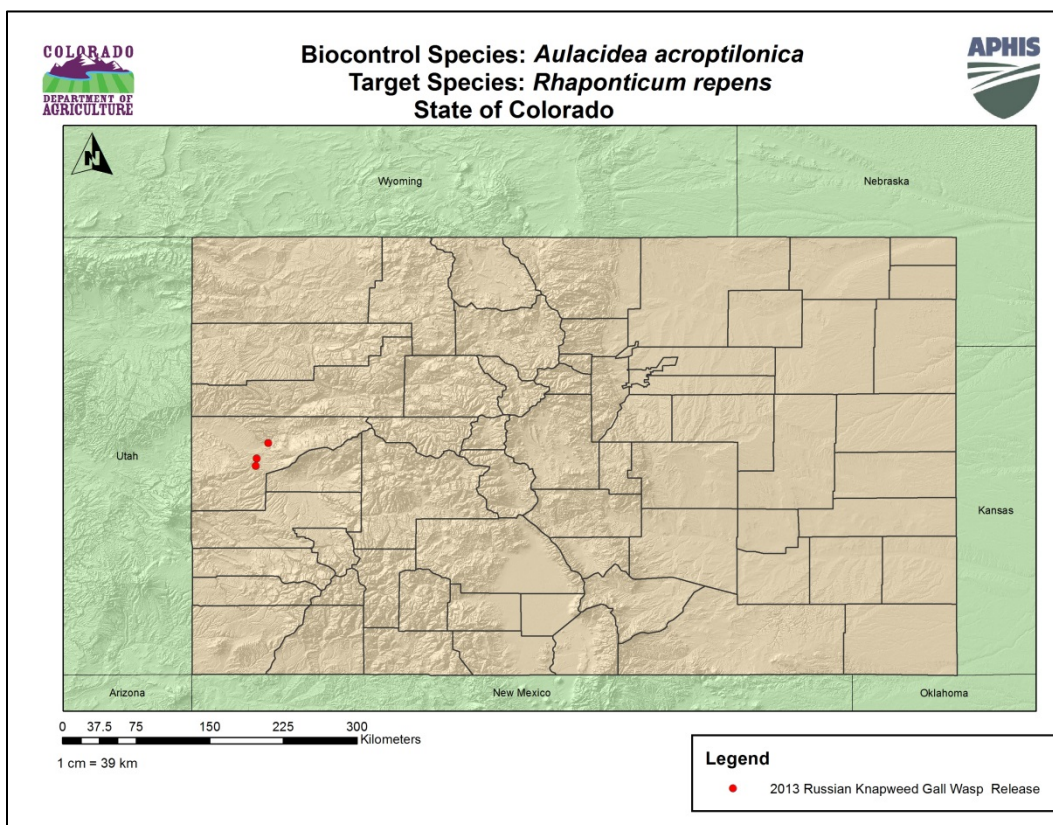 COLORADO
DEPARTMENT OF
AGRICULTURE
Biocontrol Species: Aulacidea acroptilonica
Target Species: Rhaponticum repens
State of Colorado
APHIS
N
Wyoming
Nebraska
Utah
Kansas
Arizona
New Mexico
Oklahoma
0 37.5 75 150 225 300
Kilometers
1 cm = 39 km
Legend
2013 Russian Knapweed Gall Wasp Release